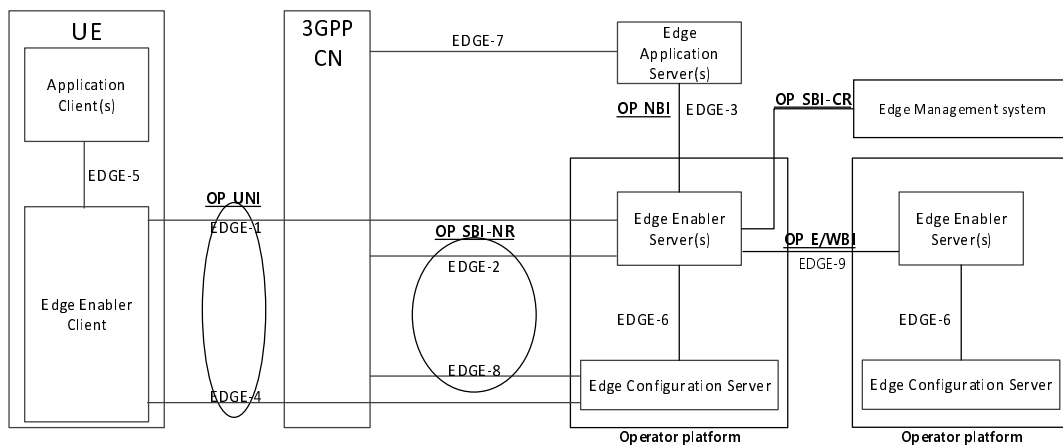 UE
Application
Client(s)
EDGE-5
Edge Enabler
Client
OP UNI
EDGE-1
EDGE-4
3GPP
CN
EDGE-7
OP SBI-NR
EDGE-2
EDGE-8
Edge
Application
Server(s)
OP NBI
EDGE-3
OP SBI-CR
Edge Management system
Edge Enabler
Server(s)
EDGE-6
Edge Configuration Server
Operator platform
OP E/WBI
EDGE-9
Edge Enabler
Server(s)
EDGE-6
Edge Configuration Server
Operator platform